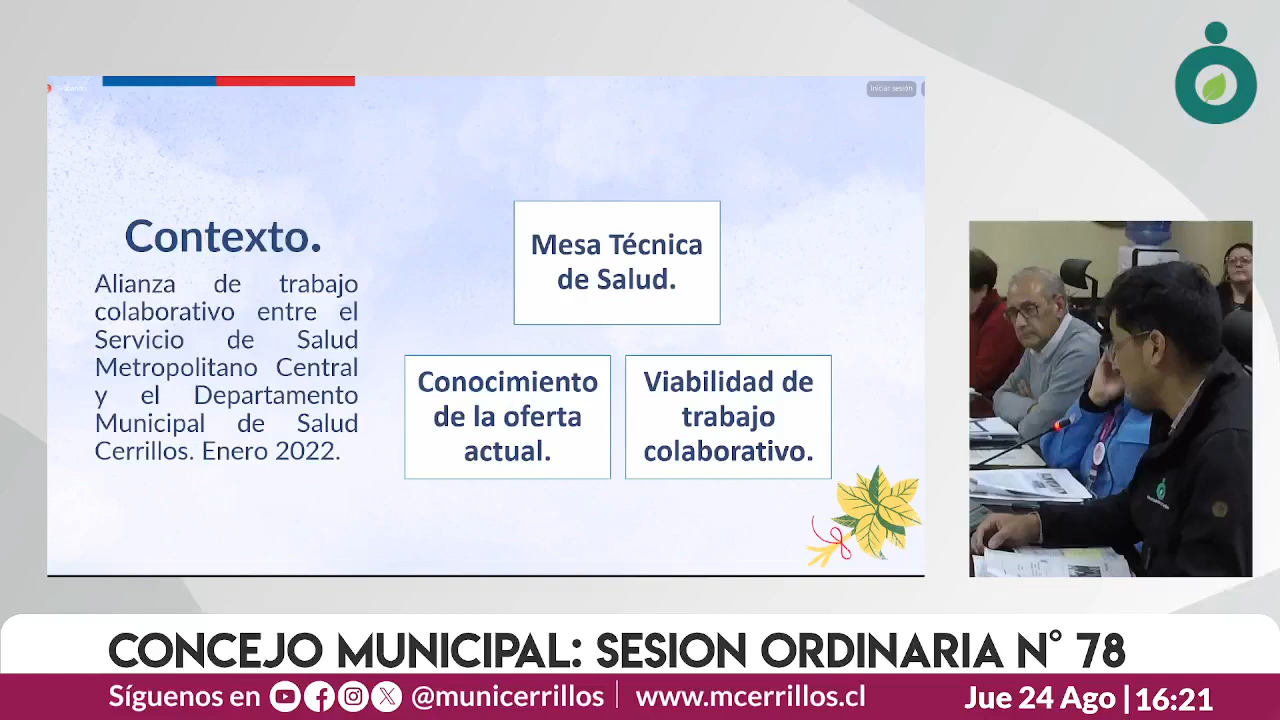 Iniciar sesión
Contexto.
Alianza de trabajo
colaborativo entre el
Servicio de Salud
Metropolitano Central
y el Departamento
Municipal de Salud
Cerrillos. Enero 2022.
Mesa Técnica
de Salud.
Conocimiento
de la oferta
actual.
Viabilidad de
trabajo
colaborativo.
CONCEJO MUNICIPAL: SESION ORDINARIA N° 78
Síguenos en @municerrillos | www.mcerrillos.cl Jue 24 Ago | 16:21